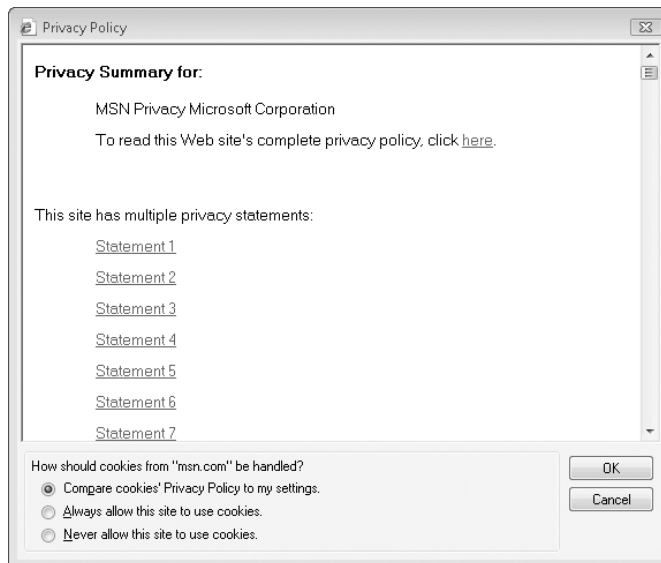 Privacy Policy
Privacy Summary for:
MSN Privacy Microsoft Corporation
To read this Web site's complete privacy policy, click here.
This site has multiple privacy statements:
Statement 1
Statement 2
Statement 3
Statement 4
Statement 5
Statement 6
Statement 7
How should cookies from "msn.com" be handled?
Compare cookies' Privacy Policy to my settings.
Always allow this site to use cookies.
Never allow this site to use cookies.
OK
Cancel